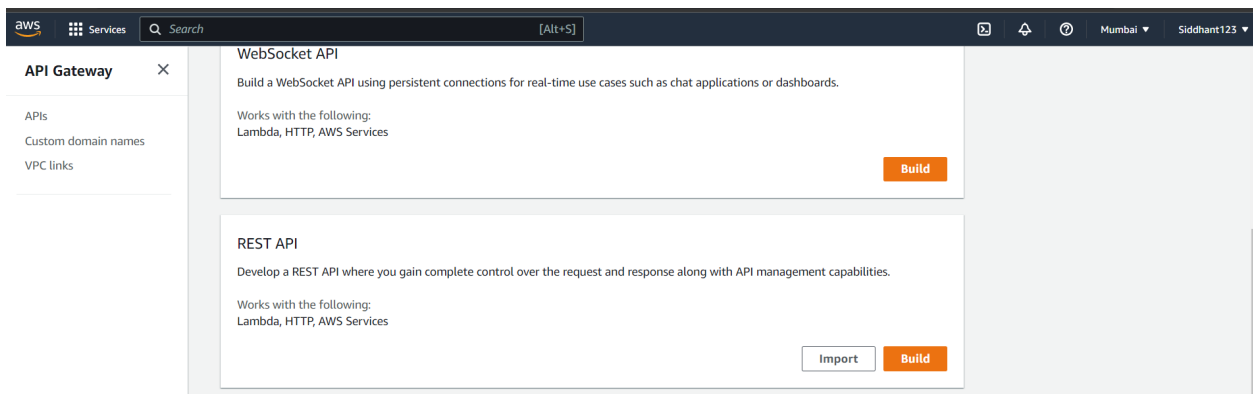 aws Services Search [Alt+S] Mumbai Siddhant123
API Gateway
APIs
Custom domain names
VPC links
WebSocket API
Build a WebSocket API using persistent connections for real-time use cases such as chat applications or dashboards.
Works with the following:
Lambda, HTTP, AWS Services
Build
REST API
Develop a REST API where you gain complete control over the request and response along with API management capabilities.
Works with the following:
Lambda, HTTP, AWS Services
Import Build